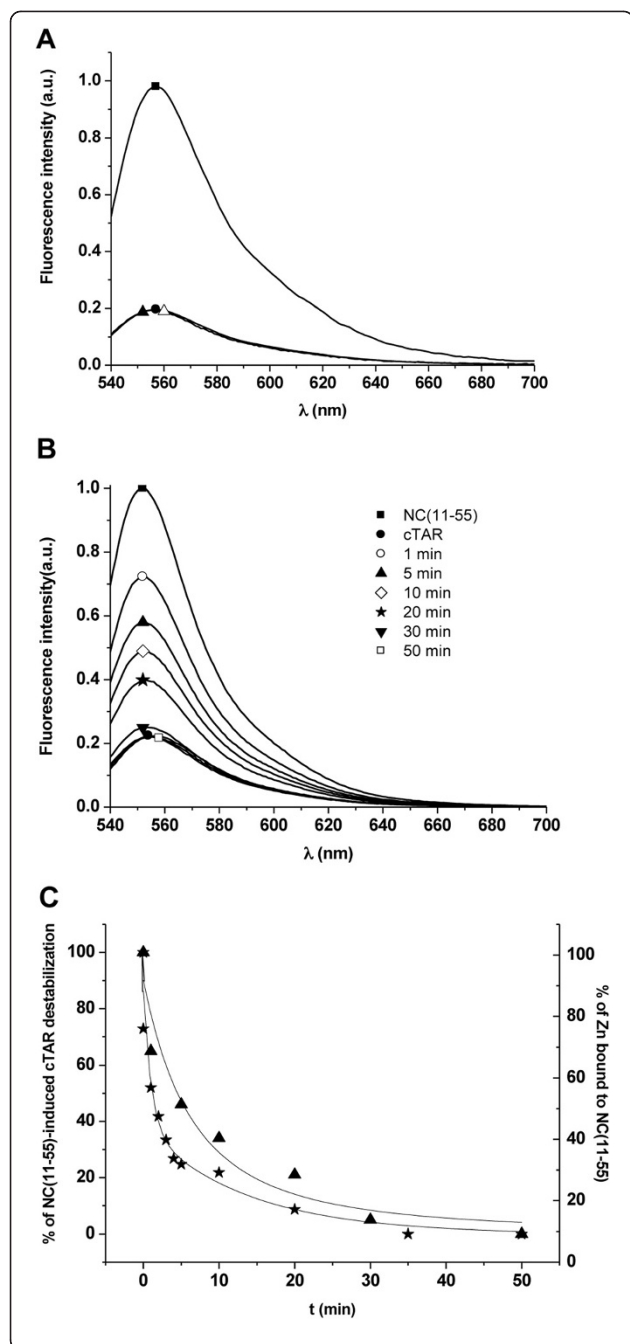 A
Fluorescence intensity (a.u.)
1.0
0.8
0.6
0.4
0.2
0.0
540 560 580 600 620 640 660 680 700
λ (nm)
B
Fluorescence intensity(a.u.)
1.0
0.8
0.6
0.4
0.2
0.0
NC(11-55)
cTAR
1 min
5 min
10 min
20 min
30 min
50 min
540 560 580 600 620 640 660 680 700
λ (nm)
C
% of NC(11-55)-induced cTAR destabilization
100
80
60
40
20
0
% of Zn bound to NC(11-55)
100
80
60
40
20
0
0 10 20 30 40 50
t (min)